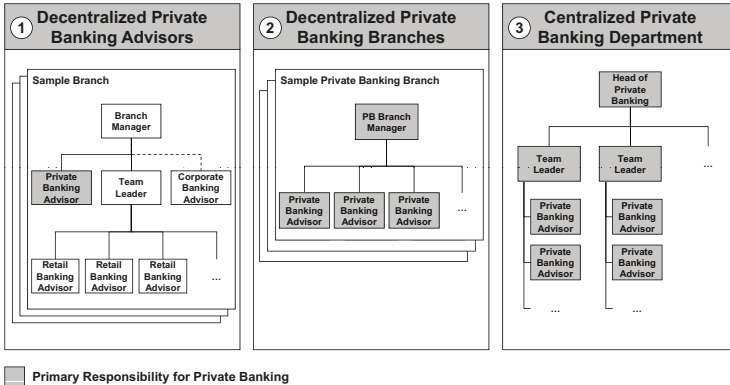 1
Decentralized Private
Banking Advisors
Sample Branch
Branch
Manager
Private
Banking
Advisor
Team
Leader
Corporate
Banking
Advisor
Retail
Banking
Advisor
Retail
Banking
Advisor
Retail
Banking
Advisor
...
2
Decentralized Private
Banking Branches
Sample Private Banking Branch
PB Branch
Manager
Private
Banking
Advisor
Private
Banking
Advisor
Private
Banking
Advisor
...
3
Centralized Private
Banking Department
Head of
Private
Banking
Team
Leader
Team
Leader
...
Private
Banking
Advisor
Private
Banking
Advisor
...
Private
Banking
Advisor
Private
Banking
Advisor
...
Primary Responsibility for Private Banking